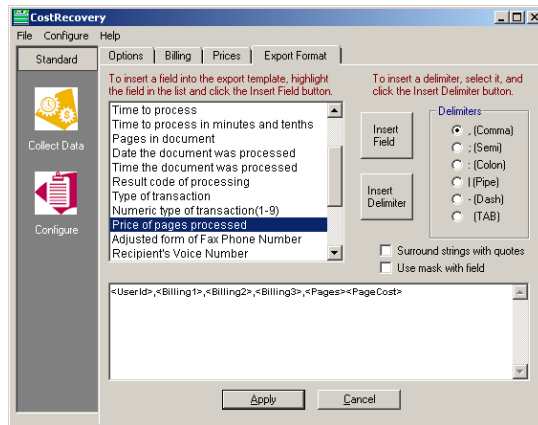 CostRecovery
File Configure Help
Standard
Options Billing Prices Export Format
To insert a field into the export template, highlight
the field in the list and click the Insert Field button.
To insert a delimiter, select it, and
click the Insert Delimiter button.
Time to process
Time to process in minutes and tenths
Pages in document
Date the document was processed
Time the document was processed
Result code of processing
Type of transaction
Numeric type of transaction(1-9)
Price of pages processed
Adjusted form of Fax Phone Number
Recipient's Voice Number
Collect Data
Configure
Insert
Field
Insert
Delimiter
Delimiters
, (Comma)
; (Semi)
: (Colon)
| (Pipe)
- (Dash)
(TAB)
Surround strings with quotes
Use mask with field
<UserId>,<Billing1>,<Billing2>,<Billing3>,<Pages><PageCost>
Apply
Cancel